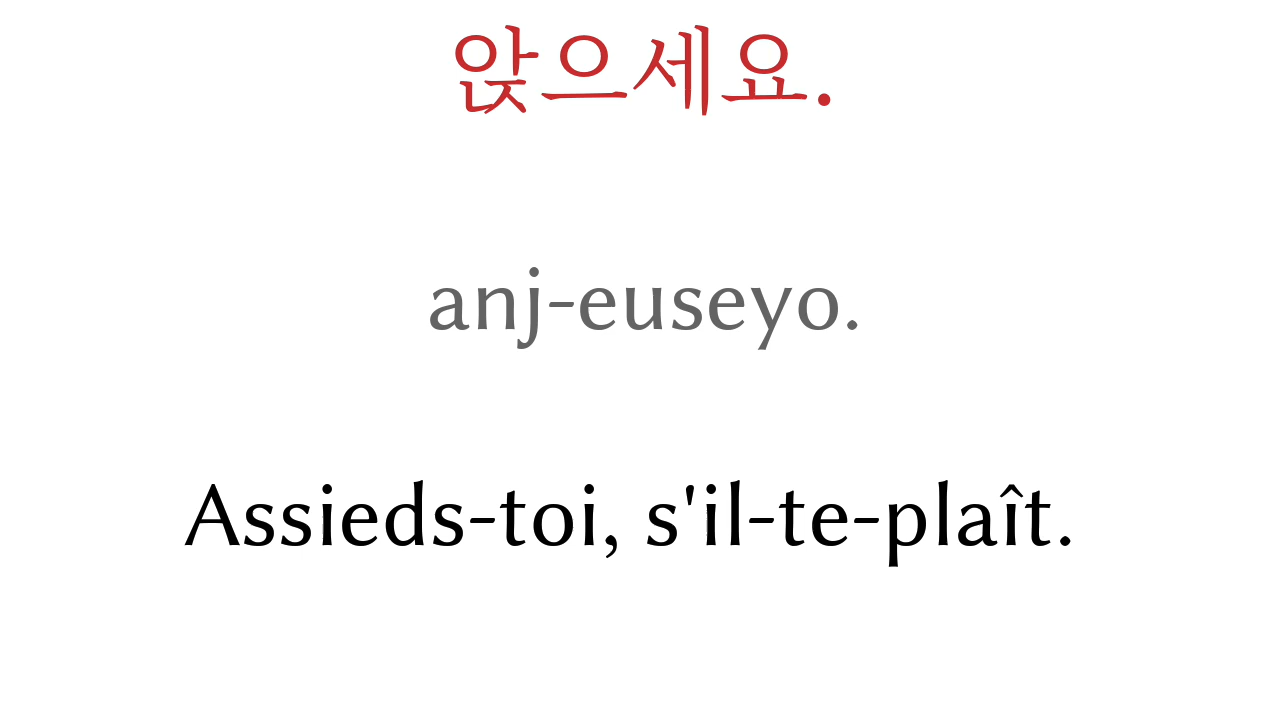 앉으세요.
anj-euseyo.
Assieds-toi, s'il-te-plaît.